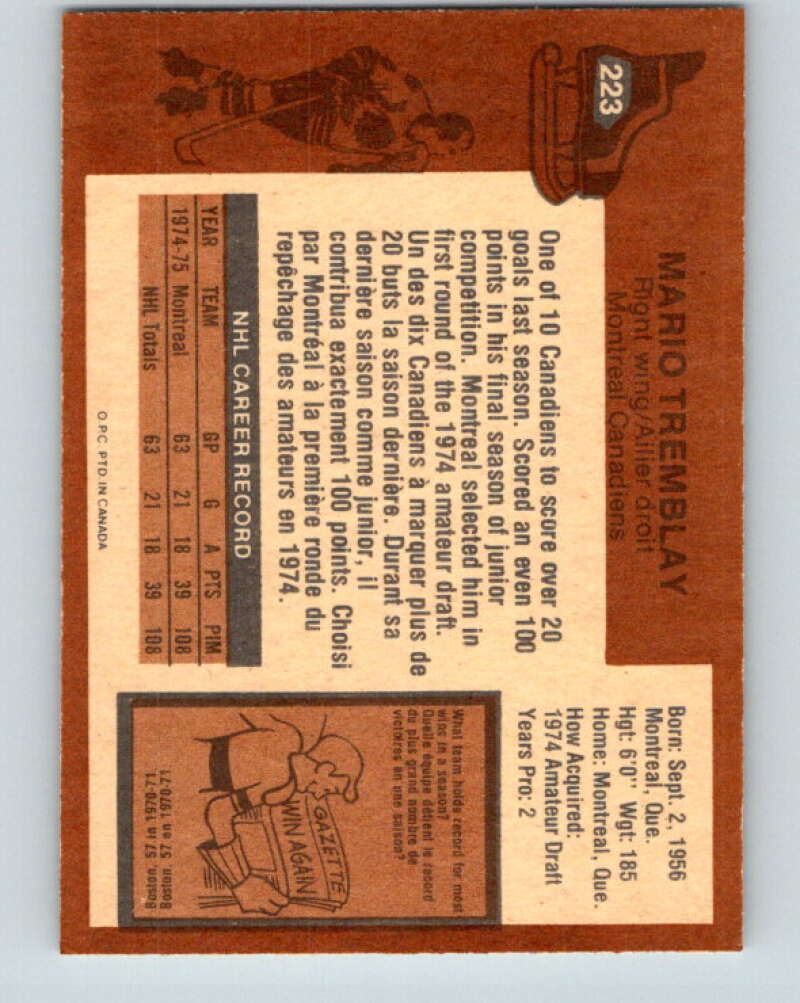 223
MARIO TREMBLAY
Right wing/Ailier droit
Montreal Canadiens
Born: Sept. 2, 1956
Montreal, Que.
Hgt: 6'0" Wgt: 185
Home: Montreal, Que.
How Acquired:
1974 Amateur Draft
Years Pro: 2
One of 10 Canadiens to score over 20
goals last season. Scored an even 100
points in his final season of junior
competition. Montreal selected him in
first round of the 1974 amateur draft.
Un des dix Canadiens à marquer plus de
20 buts la saison dernière. Durant sa
dernière saison comme junior, il
contribua exactement 100 points. Choisi
par Montréal à la première ronde du
repêchage des amateurs en 1974.
NHL CAREER RECORD
YEAR TEAM GP G A PTS PIM
1974-75 Montreal 63 21 18 39 108
NHL Totals 63 21 18 39 108
O.P.C. PTD. IN CANADA
What team holds record for most
wins in a season?
Quelle équipe détient le record
du plus grand nombre de
victoires en une saison?
GAZETTE
WIN AGAIN
Boston 57 en 1970-71
Boston, 57 in 1970-71.